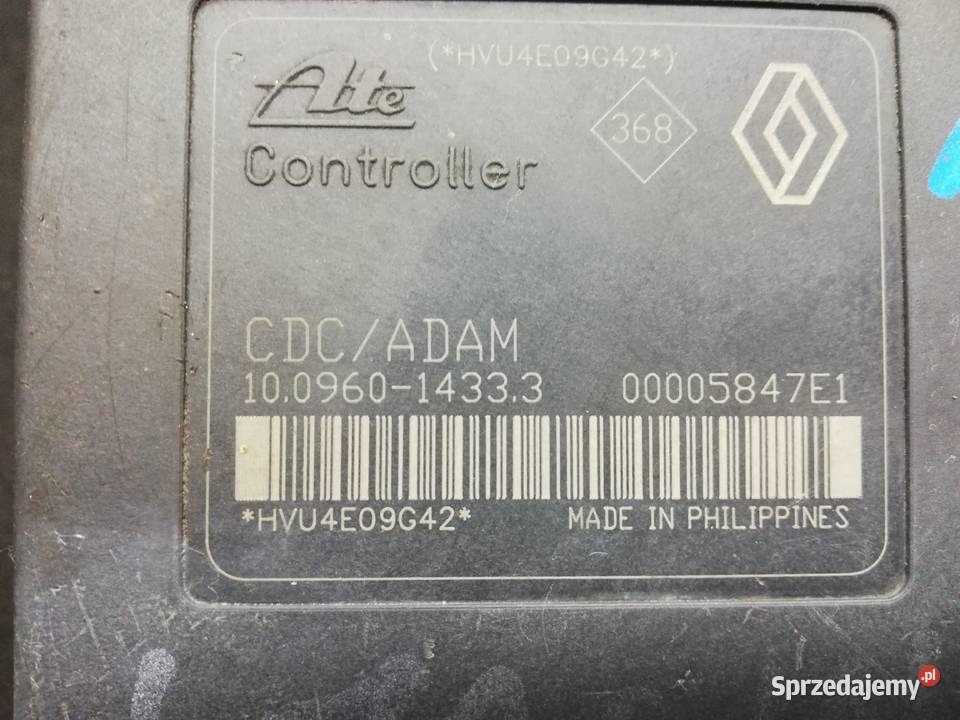 (*HVU4E09G42*)
Ate
368
Controller
CDC/ADAM
10.0960-1433.3 00005847E1
*HVU4E09G42* MADE IN PHILIPPINES
Sprzedajemy.pl